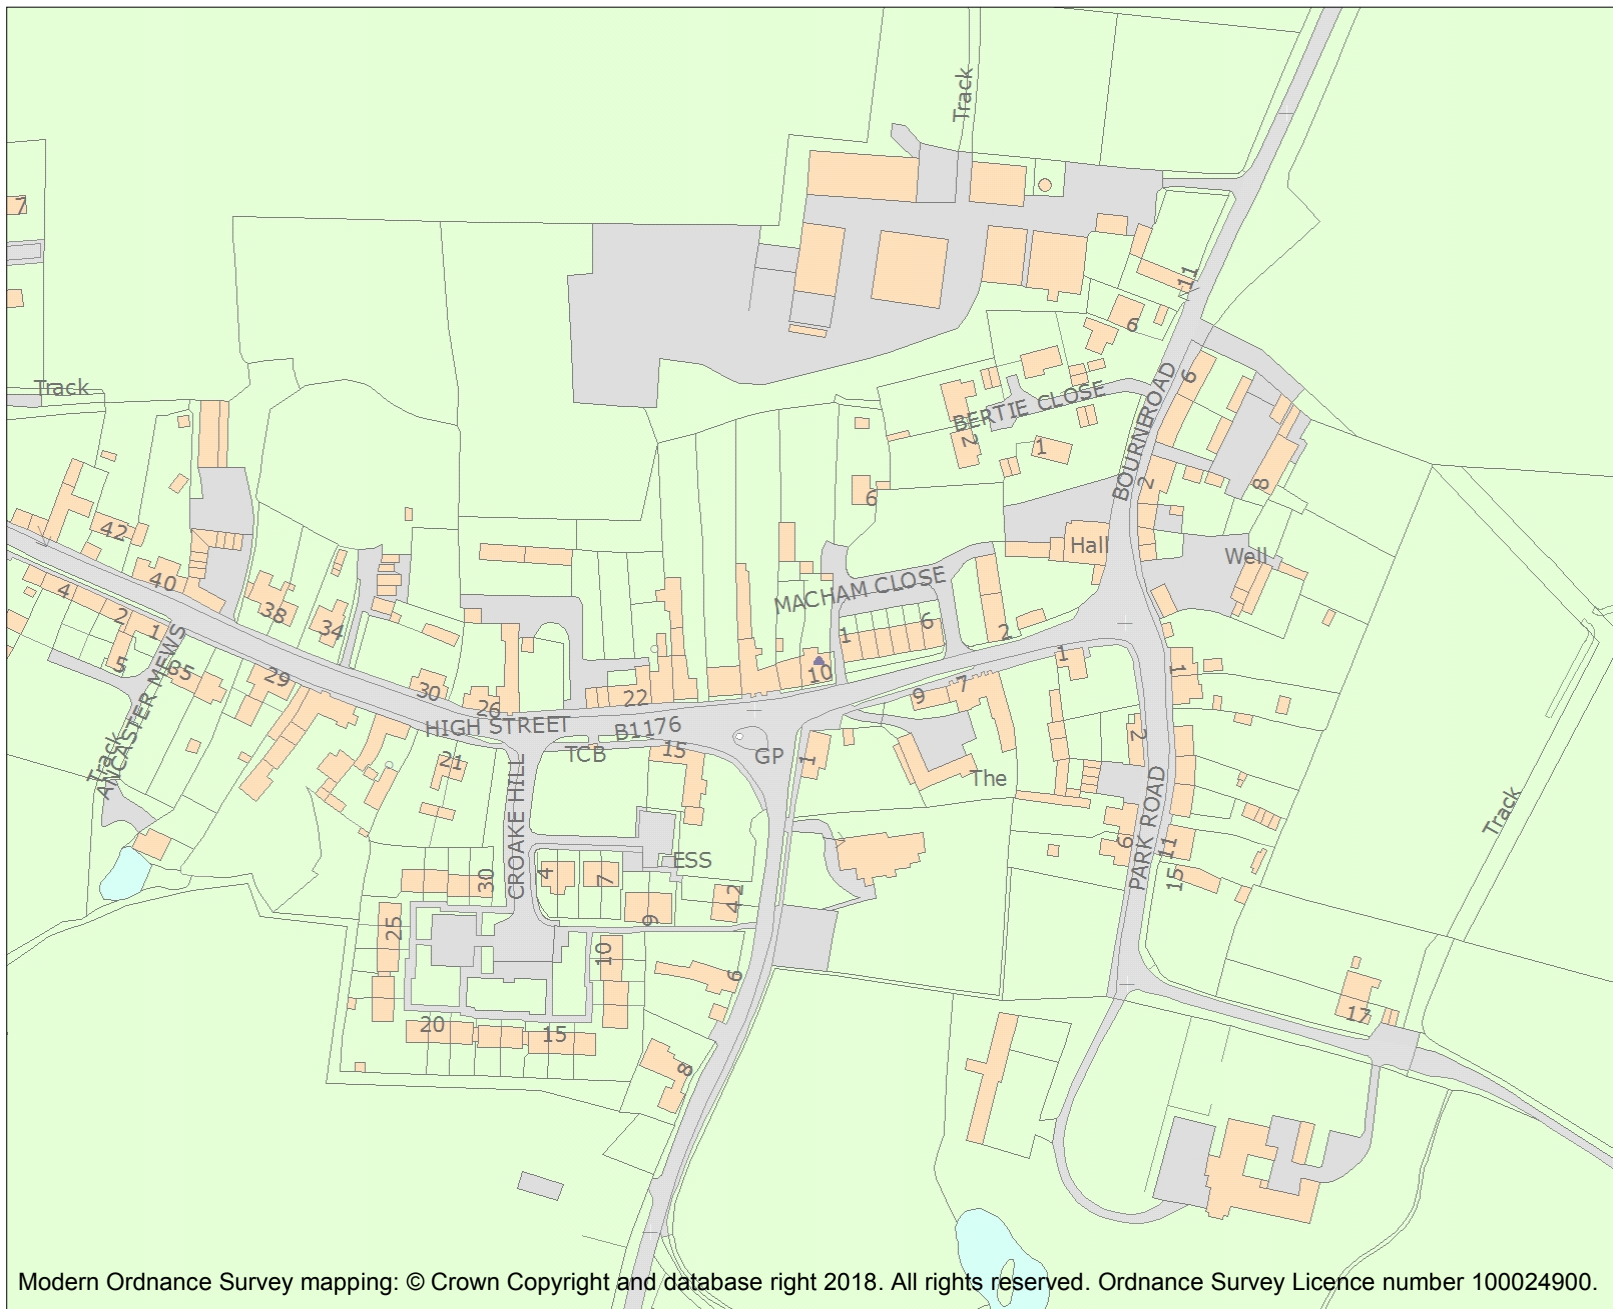 Track
7
11
6
Track
BERTIE CLOSE
BOURNE ROAD
6
2
1
2
8
6
42
Hall
Well
40
4
38
MACHAM CLOSE
2
1
34
1
6
2
5
35
29
10
1
1
30
22
9
7
26
HIGH STREET
B1176
ANCASTER MEWS
Track
21
TCB
15
GP
1
2
The
PARK ROAD
Track
CROAKE HILL
6
11
15
ESS
30
4
7
42
25
9
10
6
20
15
17
8
Modern Ordnance Survey mapping: © Crown Copyright and database right 2018. All rights reserved. Ordnance Survey Licence number 100024900.